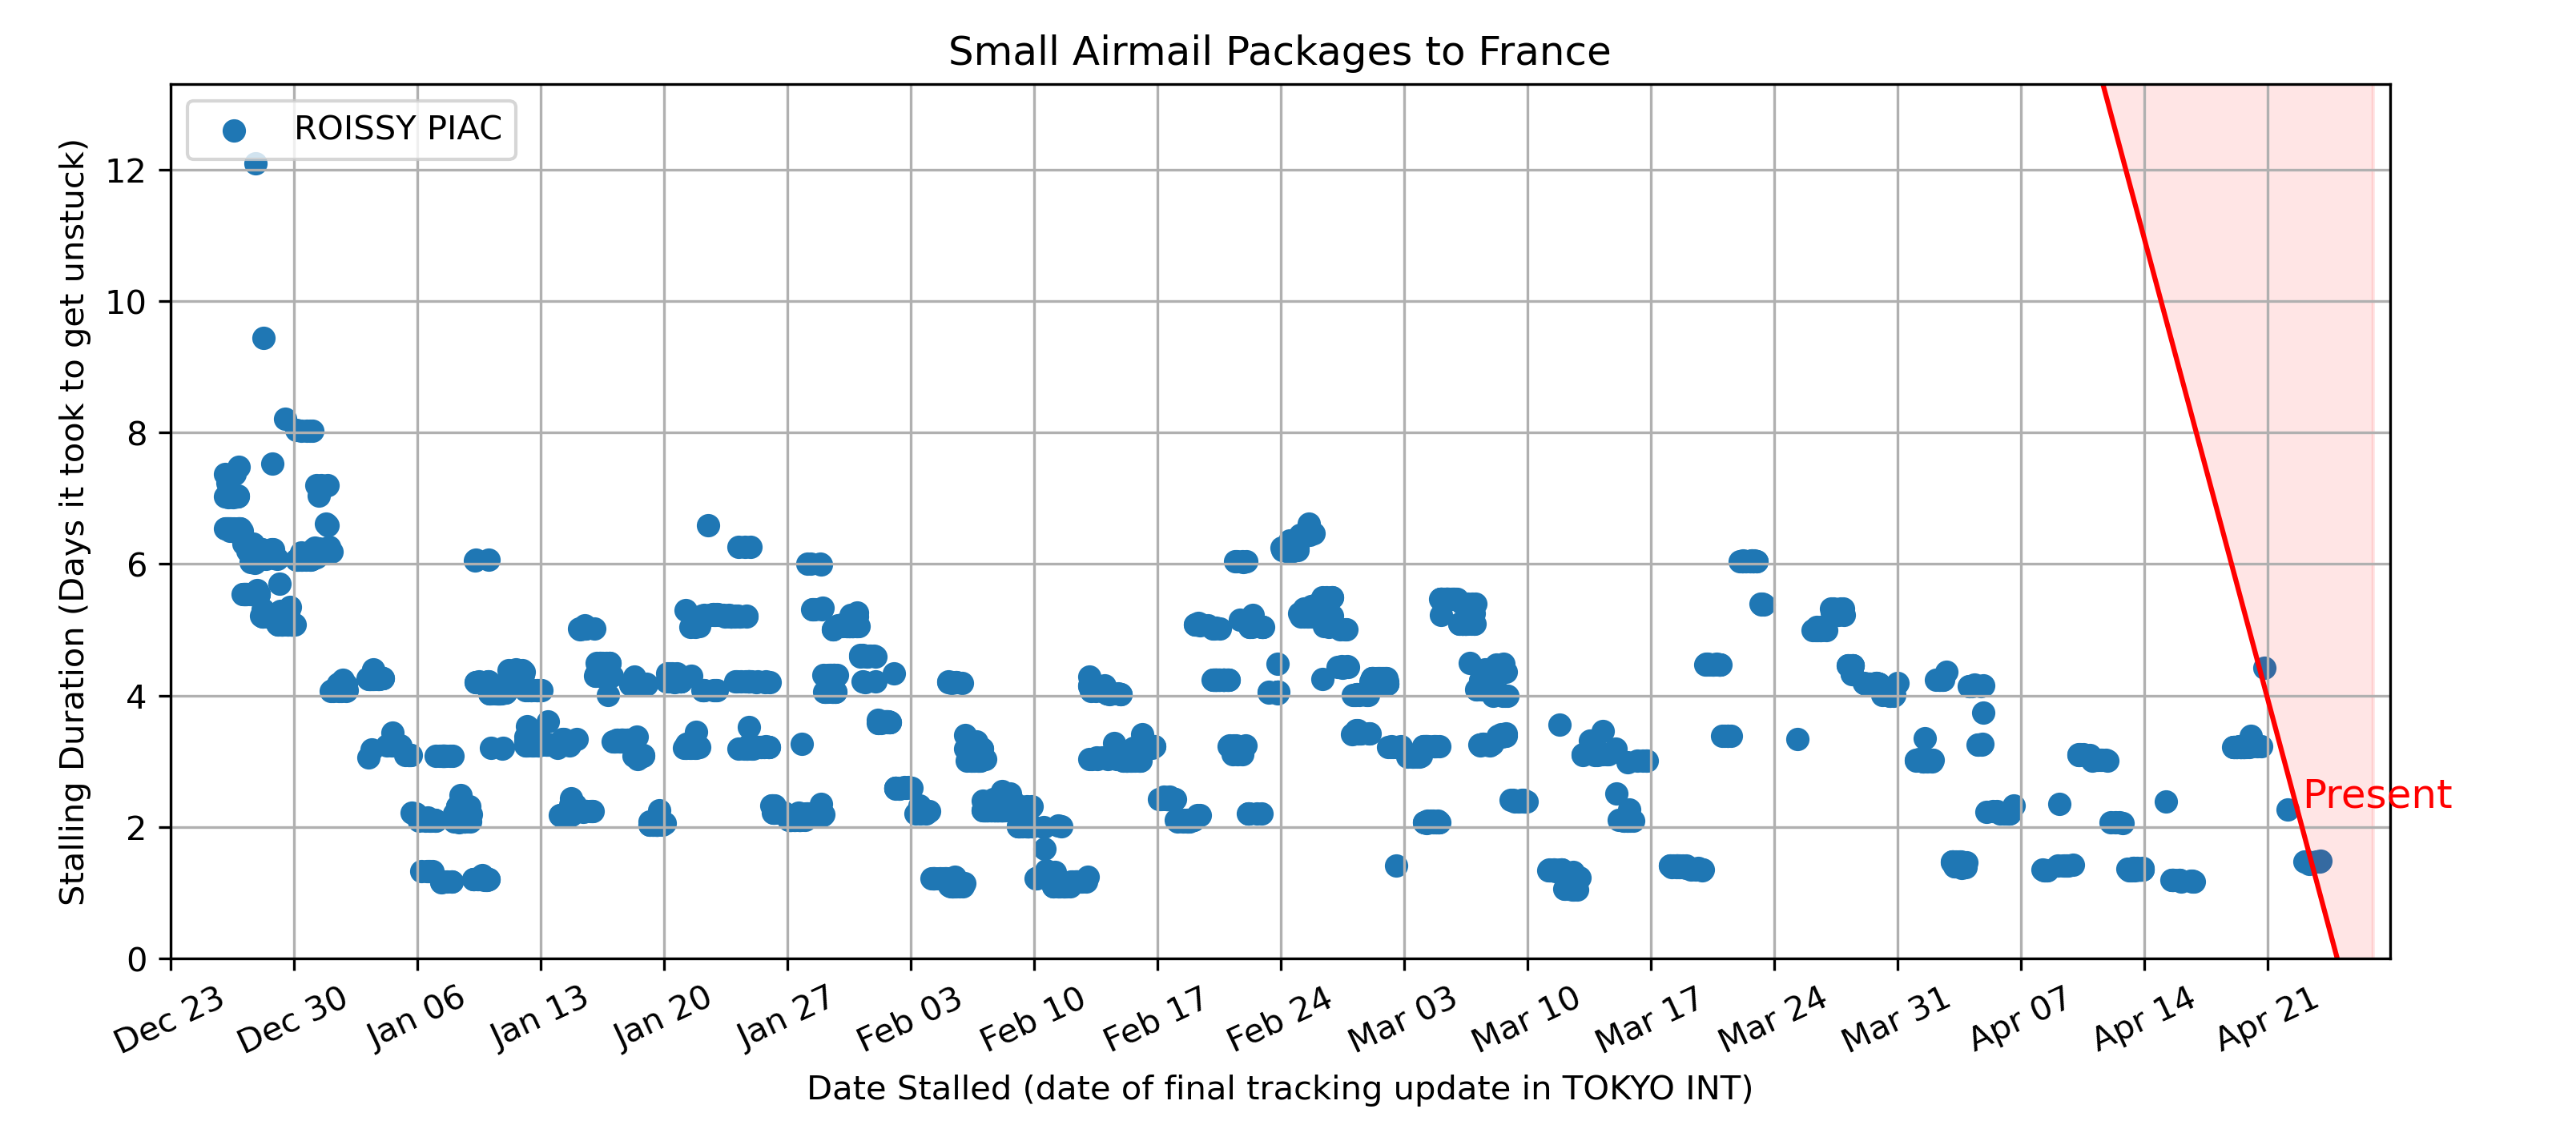 Small Airmail Packages to France
ROISSY PIAC
Stalling Duration (Days it took to get unstuck)
12
10
8
6
4
2
0
Present
Dec 23
Dec 30
Jan 06
Jan 13
Jan 20
Jan 27
Feb 03
Feb 10
Feb 17
Feb 24
Mar 03
Mar 10
Mar 17
Mar 24
Mar 31
Apr 07
Apr 14
Apr 21
Date Stalled (date of final tracking update in TOKYO INT)